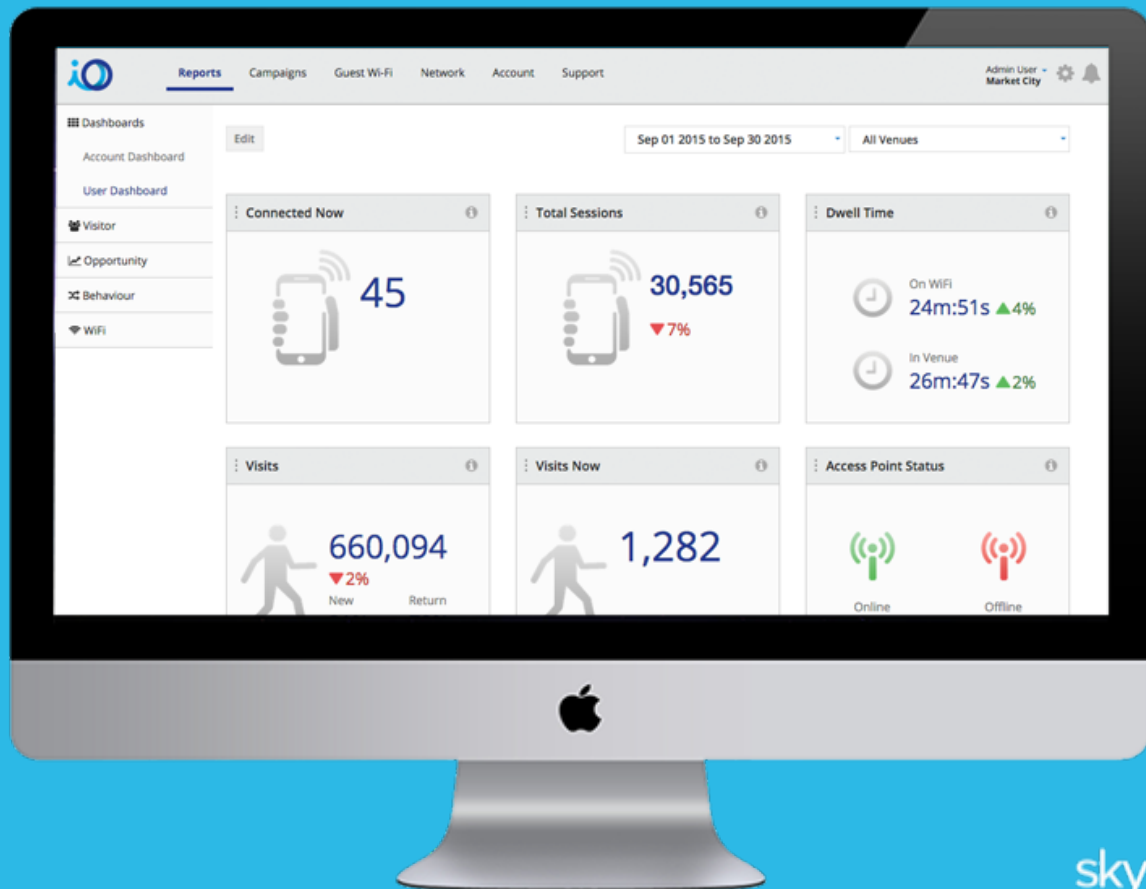 iO
Reports Campaigns Guest Wi-Fi Network Account Support
Admin User
Market City
Dashboards
Account Dashboard
User Dashboard
Visitor
Opportunity
Behaviour
WiFi
Edit
Sep 01 2015 to Sep 30 2015
All Venues
Connected Now
45
Total Sessions
30,565
7%
Dwell Time
On WiFi
24m:51s 4%
In Venue
26m:47s 2%
Visits
660,094
2%
New Return
Visits Now
1,282
Access Point Status
Online Offline
sky